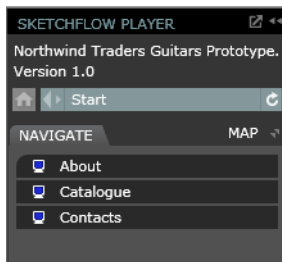 SKETCHFLOW PLAYER
Northwind Traders Guitars Prototype.
Version 1.0
Start
NAVIGATE MAP
About
Catalogue
Contacts